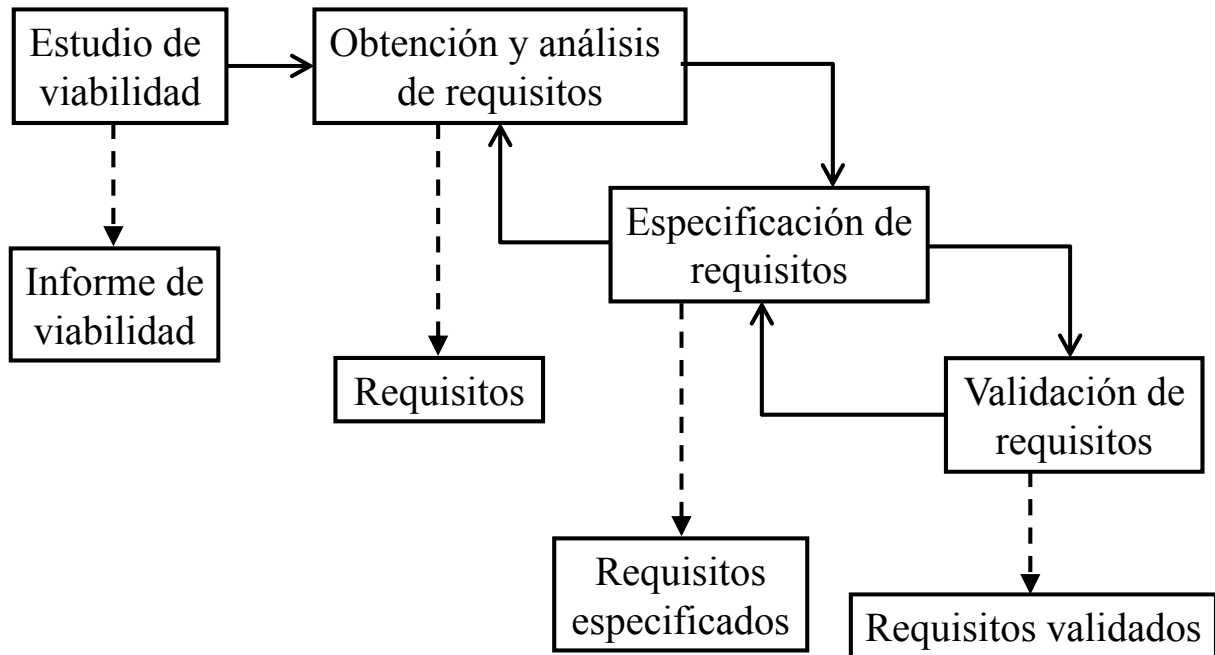 Estudio de
viabilidad
Obtención y análisis
de requisitos
Especificación de
requisitos
Informe de
viabilidad
Requisitos
Validación de
requisitos
Requisitos
especificados
Requisitos validados